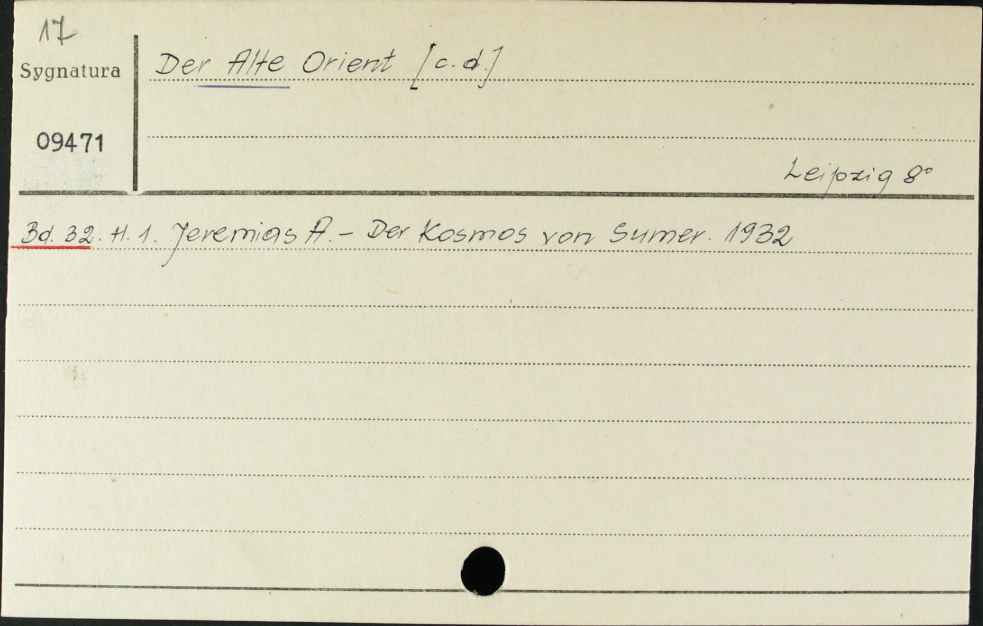 17
Sygnatura
09471
Der Alte Orient [c.d.]
Leipzig 8°
Bd. 32. H. 1. Jeremias A. - Der Kosmos von Sumer. 1932